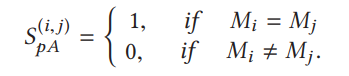 S_{pA}^{(i,j)} = { 1, if M_i = M_j
0, if M_i ≠ M_j.